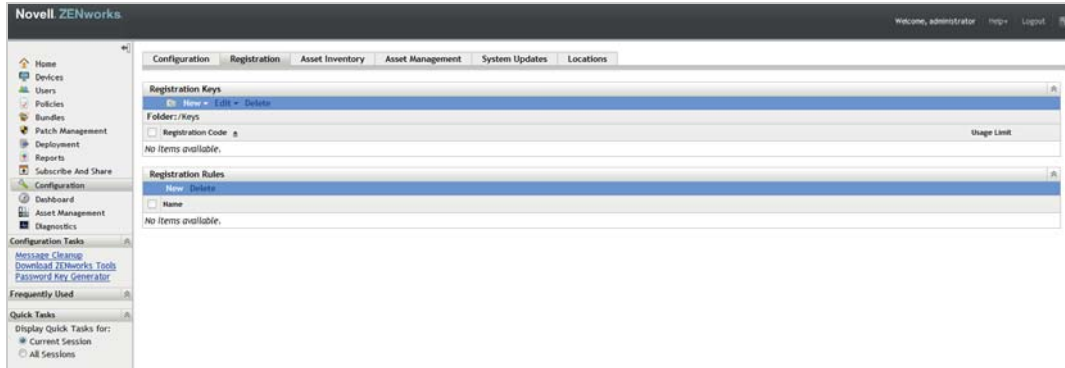 Novell ZENworks
Welcome, administrator Help Logout
Home
Devices
Users
Policies
Bundles
Patch Management
Deployment
Reports
Subscribe And Share
Configuration
Dashboard
Asset Management
Diagnostics
Configuration Tasks
Message Cleanup
Download ZENworks Tools
Password Key Generator
Frequently Used
Quick Tasks
Display Quick Tasks for:
Current Session
All Sessions
Configuration Registration Asset Inventory Asset Management System Updates Locations
Registration Keys
New Edit Delete
Folder:/Keys
Registration Code Usage Limit
No items available.
Registration Rules
New Delete
Name
No items available.